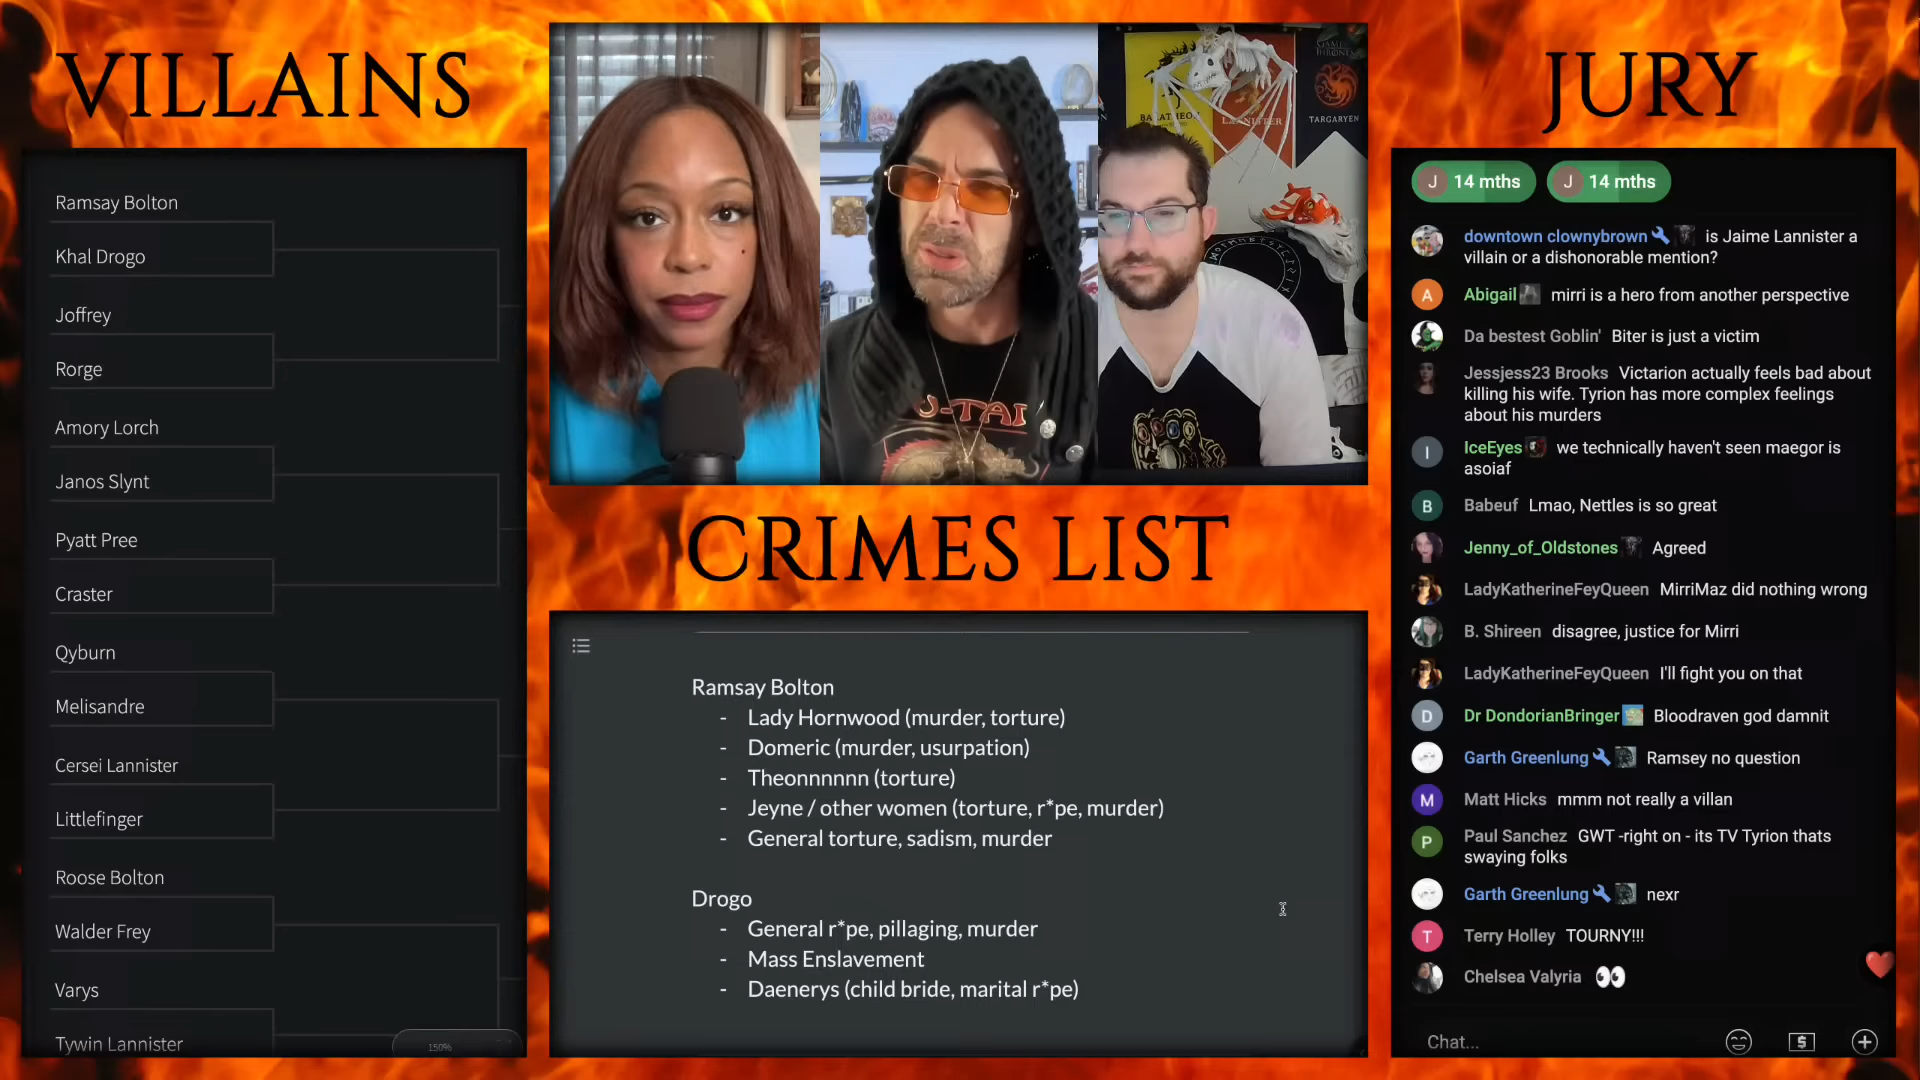 VILLAINS
Ramsay Bolton
Khal Drogo
Joffrey
Rorge
Amory Lorch
Janos Slynt
Pyatt Pree
Craster
Qyburn
Melisandre
Cersei Lannister
Littlefinger
Roose Bolton
Walder Frey
Varys
Tywin Lannister
150%
BARATHEON
LANNISTER
GAME
THRONES
TARGARYEN
CRIMES LIST
Ramsay Bolton
- Lady Hornwood (murder, torture)
- Domeric (murder, usurpation)
- Theonnnnnn (torture)
- Jeyne / other women (torture, r*pe, murder)
- General torture, sadism, murder
Drogo
- General r*pe, pillaging, murder
- Mass Enslavement
- Daenerys (child bride, marital r*pe)
JURY
J 14 mths J 14 mths
downtown clownybrown is Jaime Lannister a
villain or a dishonorable mention?
A Abigail mirri is a hero from another perspective
Da bestest Goblin' Biter is just a victim
Jessjess23 Brooks Victarion actually feels bad about
killing his wife. Tyrion has more complex feelings
about his murders
I IceEyes we technically haven't seen maegor is
asoiaf
B Babeuf Lmao, Nettles is so great
Jenny_of_Oldstones Agreed
LadyKatherineFeyQueen MirriMaz did nothing wrong
B. Shireen disagree, justice for Mirri
LadyKatherineFeyQueen I'll fight you on that
D Dr DondorianBringer Bloodraven god damnit
Garth Greenlung Ramsey no question
M Matt Hicks mmm not really a villan
P Paul Sanchez GWT -right on - its TV Tyrion thats
swaying folks
Garth Greenlung nexr
T Terry Holley TOURNY!!!
Chelsea Valyria
Chat...